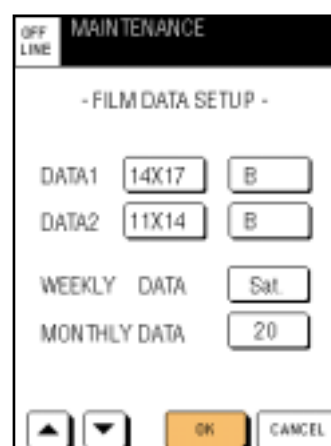 OFF LINE MAINTENANCE
- FILM DATA SETUP -
DATA1 14X17 B
DATA2 11X14 B
WEEKLY DATA Sat.
MONTHLY DATA 20
OK CANCEL